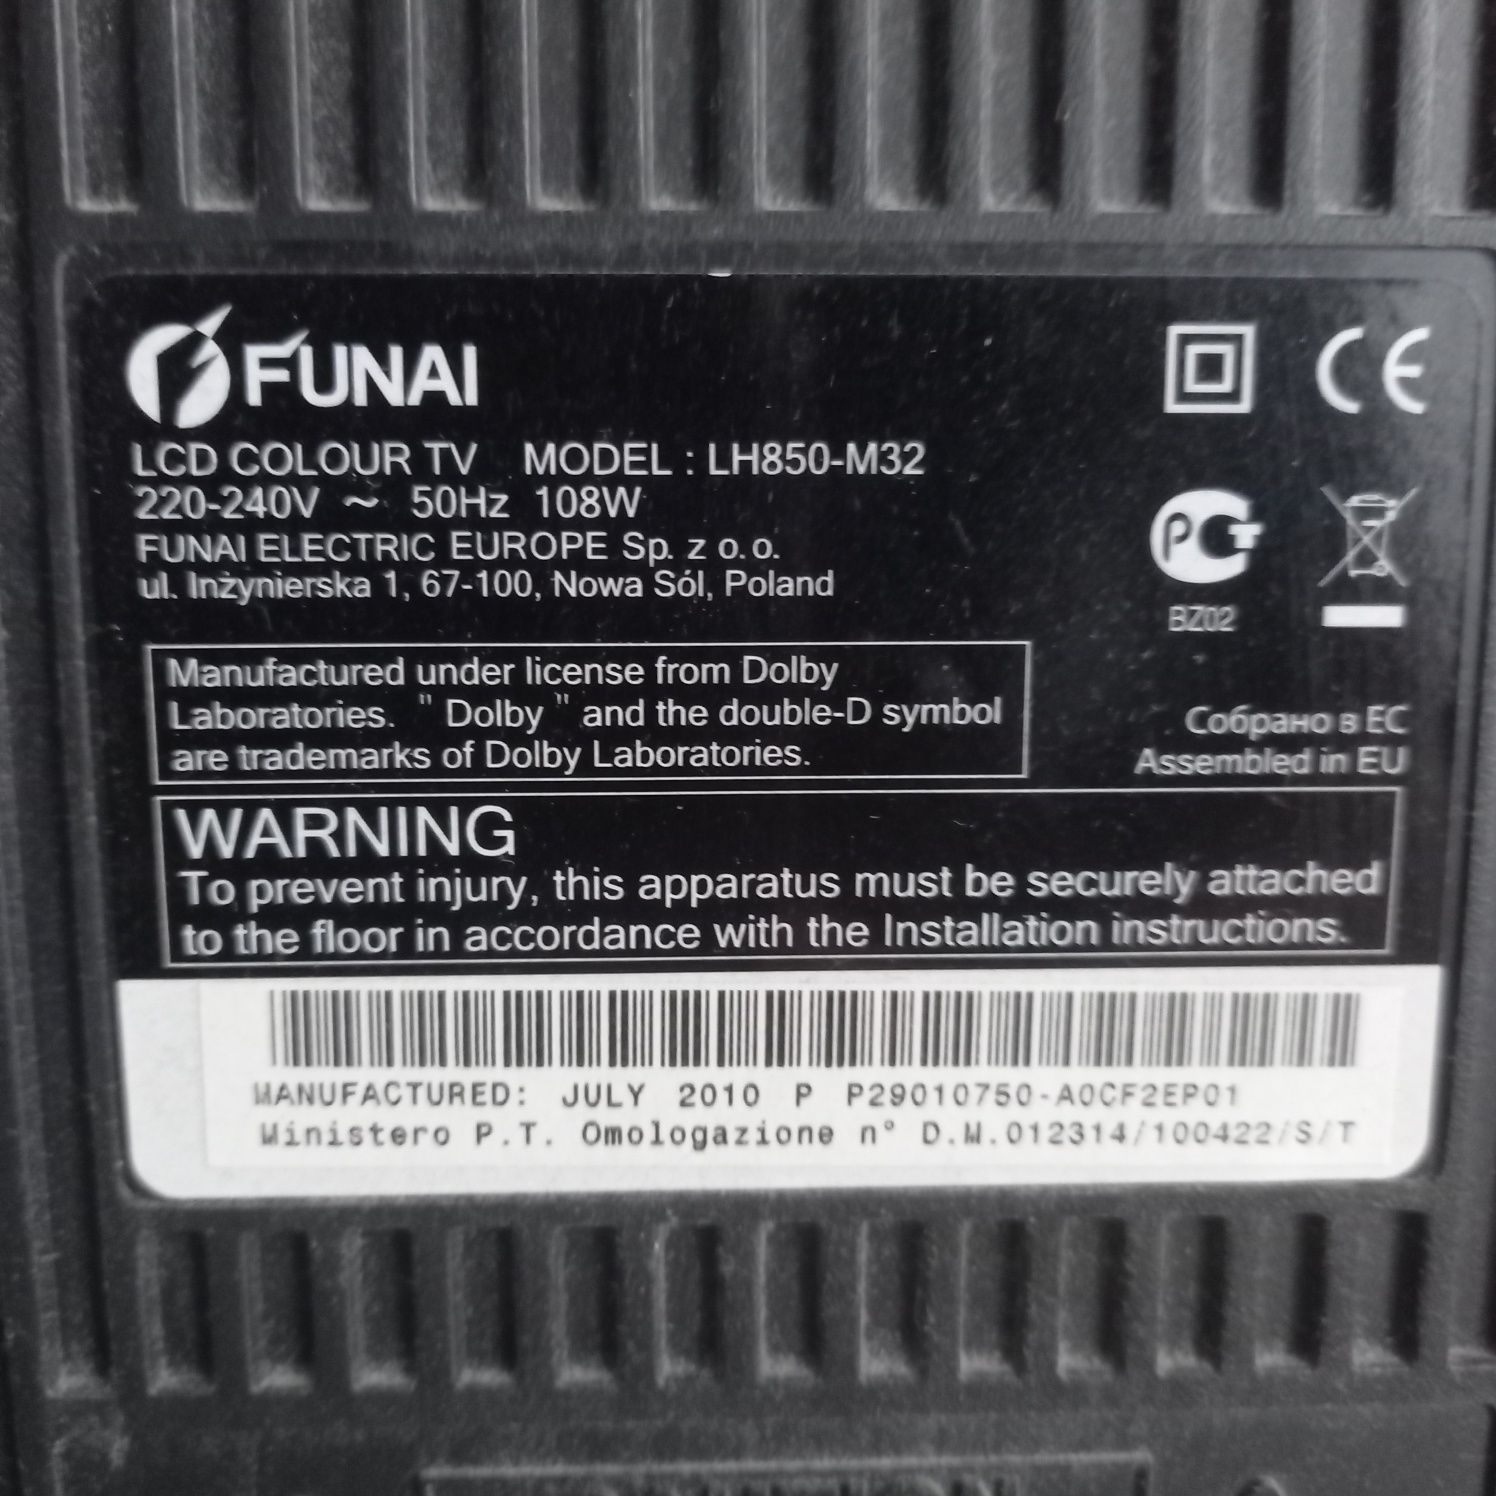 FUNAI
LCD COLOUR TV MODEL : LH850-M32
220-240V ~ 50Hz 108W
FUNAI ELECTRIC EUROPE Sp. z o.o.
ul. Inżynierska 1, 67-100, Nowa Sól, Poland
CE
PCT
BZ02
Manufactured under license from Dolby
Laboratories. "Dolby" and the double-D symbol
are trademarks of Dolby Laboratories.
Собрано в ЕС
Assembled in EU
WARNING
To prevent injury, this apparatus must be securely attached
to the floor in accordance with the Installation instructions.
MANUFACTURED: JULY 2010 P P29010750-A0CF2EP01
Ministero P.T. Omologazione n° D.M.012314/100422/S/T